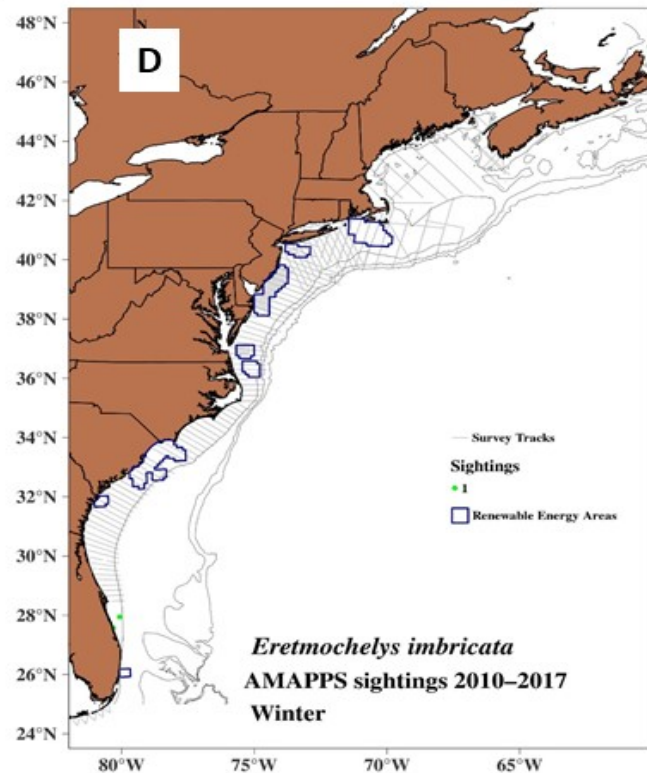 48°N
N
D
46°N
44°N
42°N
40°N
38°N
36°N
34°N
Survey Tracks
Sightings
1
32°N
Renewable Energy Areas
30°N
28°N
Eretmochelys imbricata
26°N
AMAPPS sightings 2010–2017
Winter
24°N
80°W 75°W 70°W 65°W